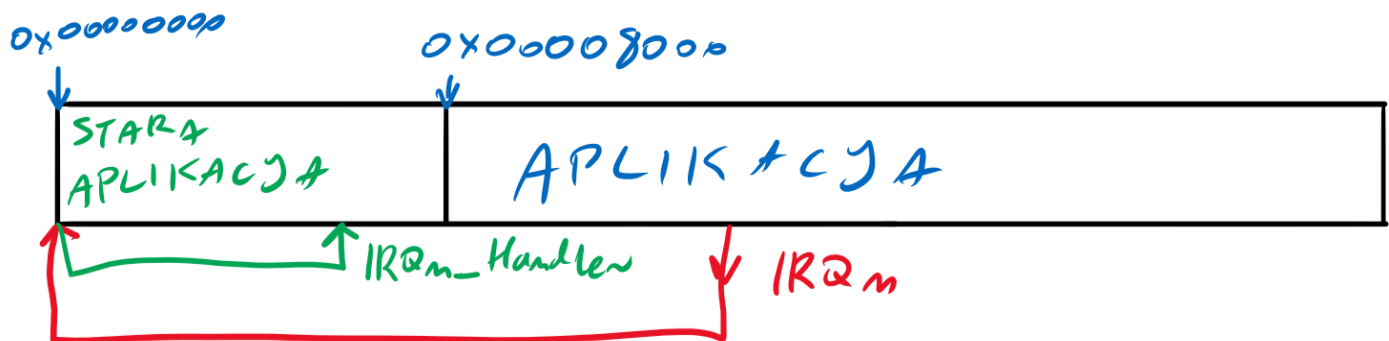 0x00000000
0x00008000
STARA
APLIKACJA
APLIKACJA
IRQn_Handler
IRQn